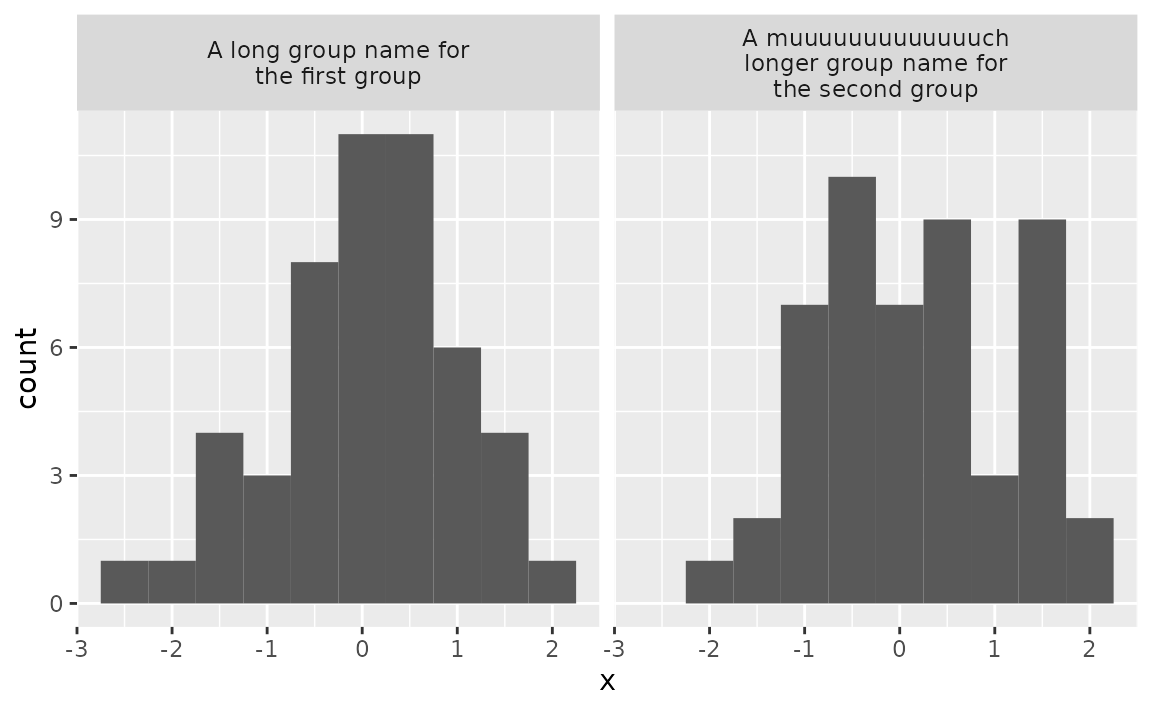 A long group name for
the first group
A muuuuuuuuuuuuuch
longer group name for
the second group
count
9
6
3
0
-3 -2 -1 0 1 2
-3 -2 -1 0 1 2
x